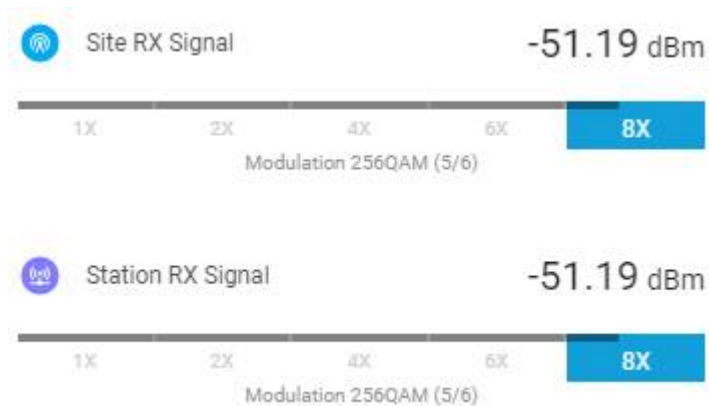 Site RX Signal -51.19 dBm
1X 2X 4X 6X 8X
Modulation 256QAM (5/6)
Station RX Signal -51.19 dBm
1X 2X 4X 6X 8X
Modulation 256QAM (5/6)